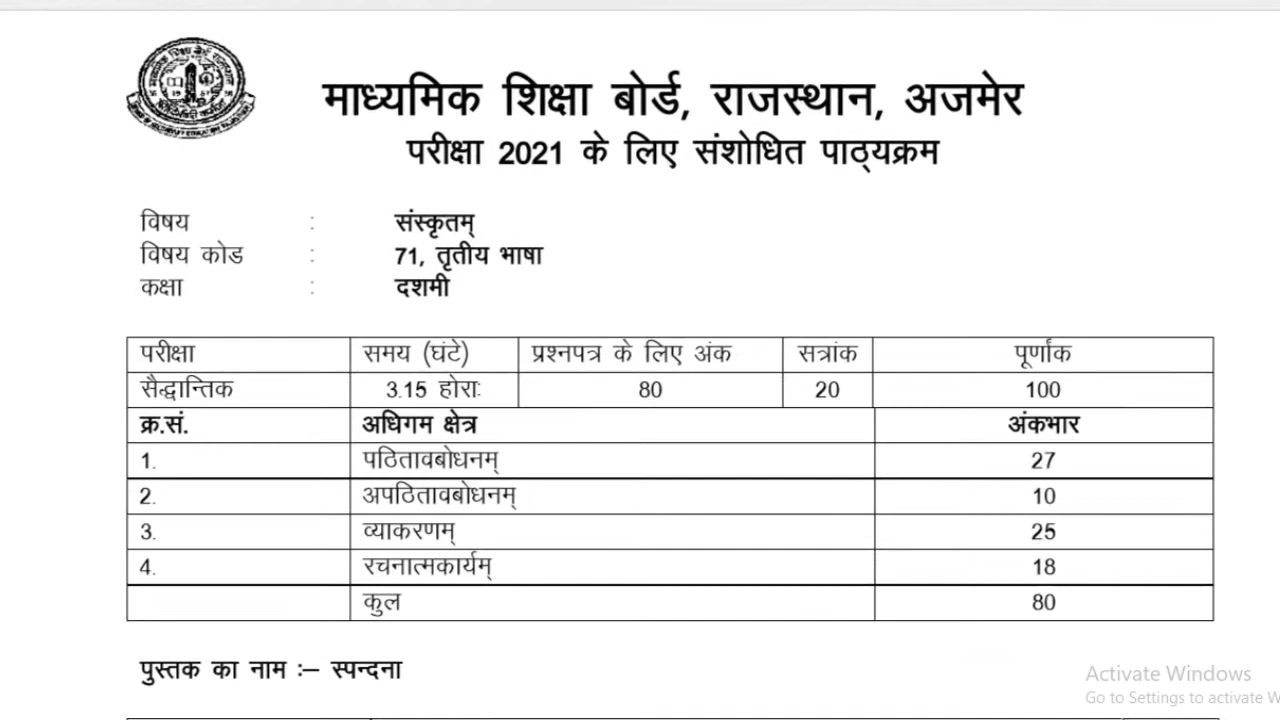 माध्यमिक शिक्षा बोर्ड, राजस्थान, अजमेर
परीक्षा 2021 के लिए संशोधित पाठ्यक्रम
विषय : संस्कृतम्
विषय कोड : 71, तृतीय भाषा
कक्षा : दशमी
परीक्षा समय (घंटे) प्रश्नपत्र के लिए अंक सत्रांक पूर्णांक
सैद्धान्तिक 3.15 होराः 80 20 100
क्र.सं. अधिगम क्षेत्र अंकभार
1. पठितावबोधनम् 27
2. अपठितावबोधनम् 10
3. व्याकरणम् 25
4. रचनात्मकार्यम् 18
कुल 80
पुस्तक का नाम :– स्पन्दना
Activate Windows
Go to Settings to activate W